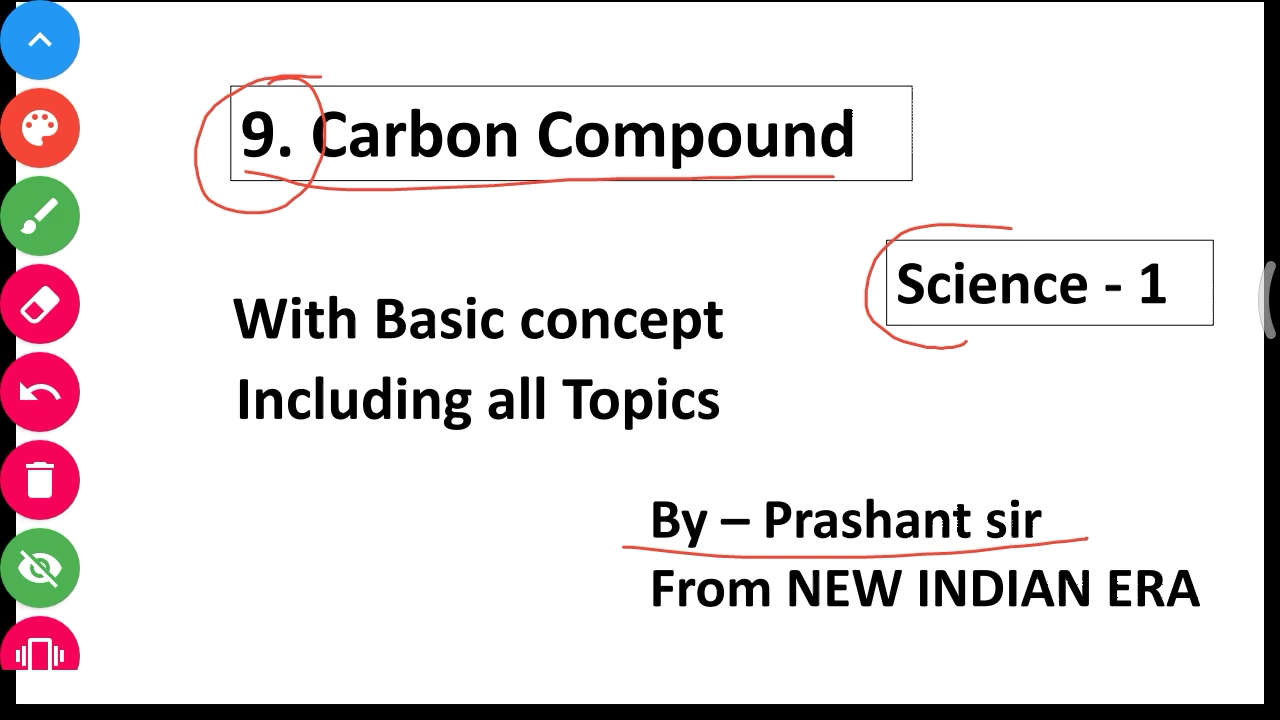 9. Carbon Compound
Science - 1
With Basic concept
Including all Topics
By – Prashant sir
From NEW INDIAN ERA